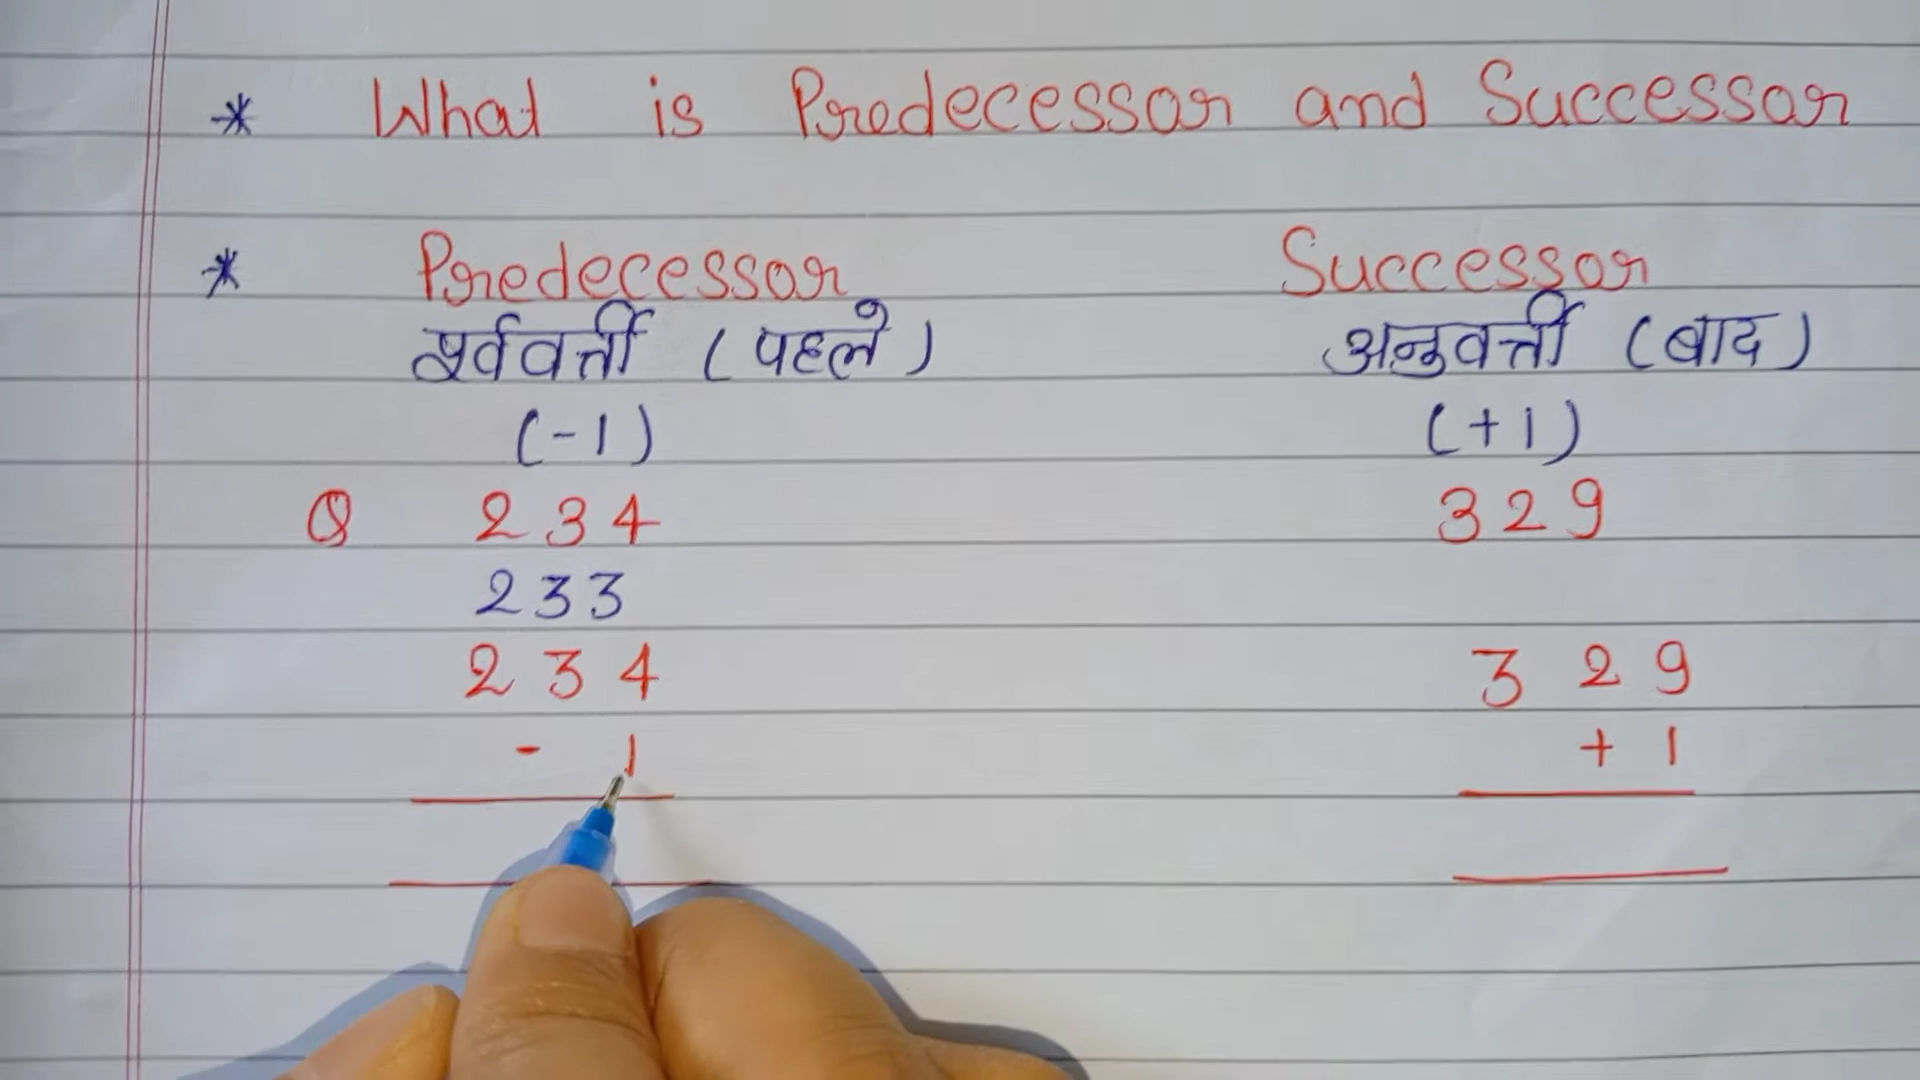 * What is Predecessor and Successor
* Predecessor Successor
पूर्ववर्त्ती (पहले) अनुवर्त्ती (बाद)
(-1) (+1)
Q 234 329
233
234 329
- 1 + 1